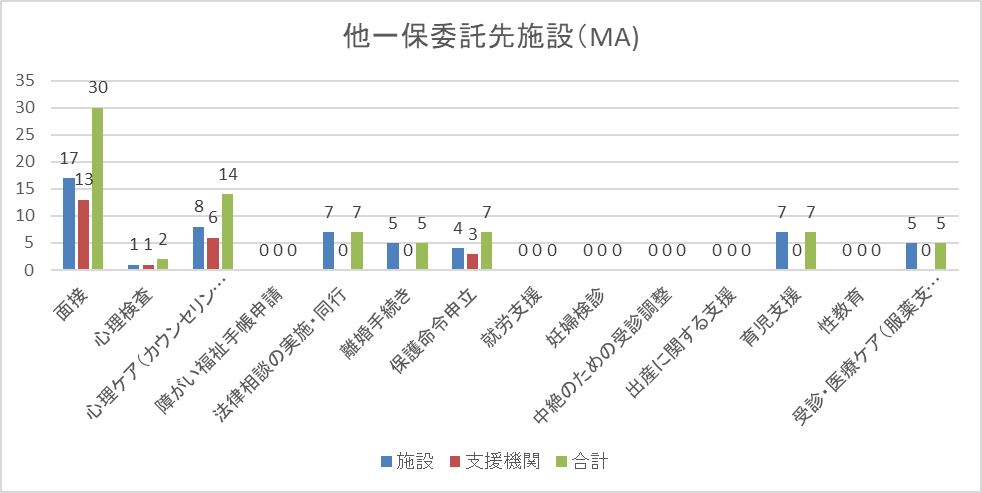 他一保委託先施設(MA)
35
30
25
20
15
10
5
0
17 13 30
1 1 2
8 6 14
0 0 0
7 0 7
5 0 5
4 3 7
0 0 0
0 0 0
0 0 0
0 0 0
7 0 7
0 0 0
5 0 5
面接
心理検査
心理ケア(カウンセリン…
障がい福祉手帳申請
法律相談の実施・同行
離婚手続き
保護命令申立
就労支援
妊婦検診
中絶のための受診調整
出産に関する支援
育児支援
性教育
受診・医療ケア(服薬支…
施設 支援機関 合計